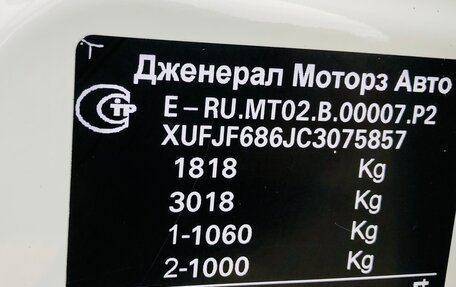 Дженерал Моторз Авто
E – RU.MT02.B.00007.P2
XUFJF686JC3075857
1818 Kg
3018 Kg
1-1060 Kg
2-1000 Kg